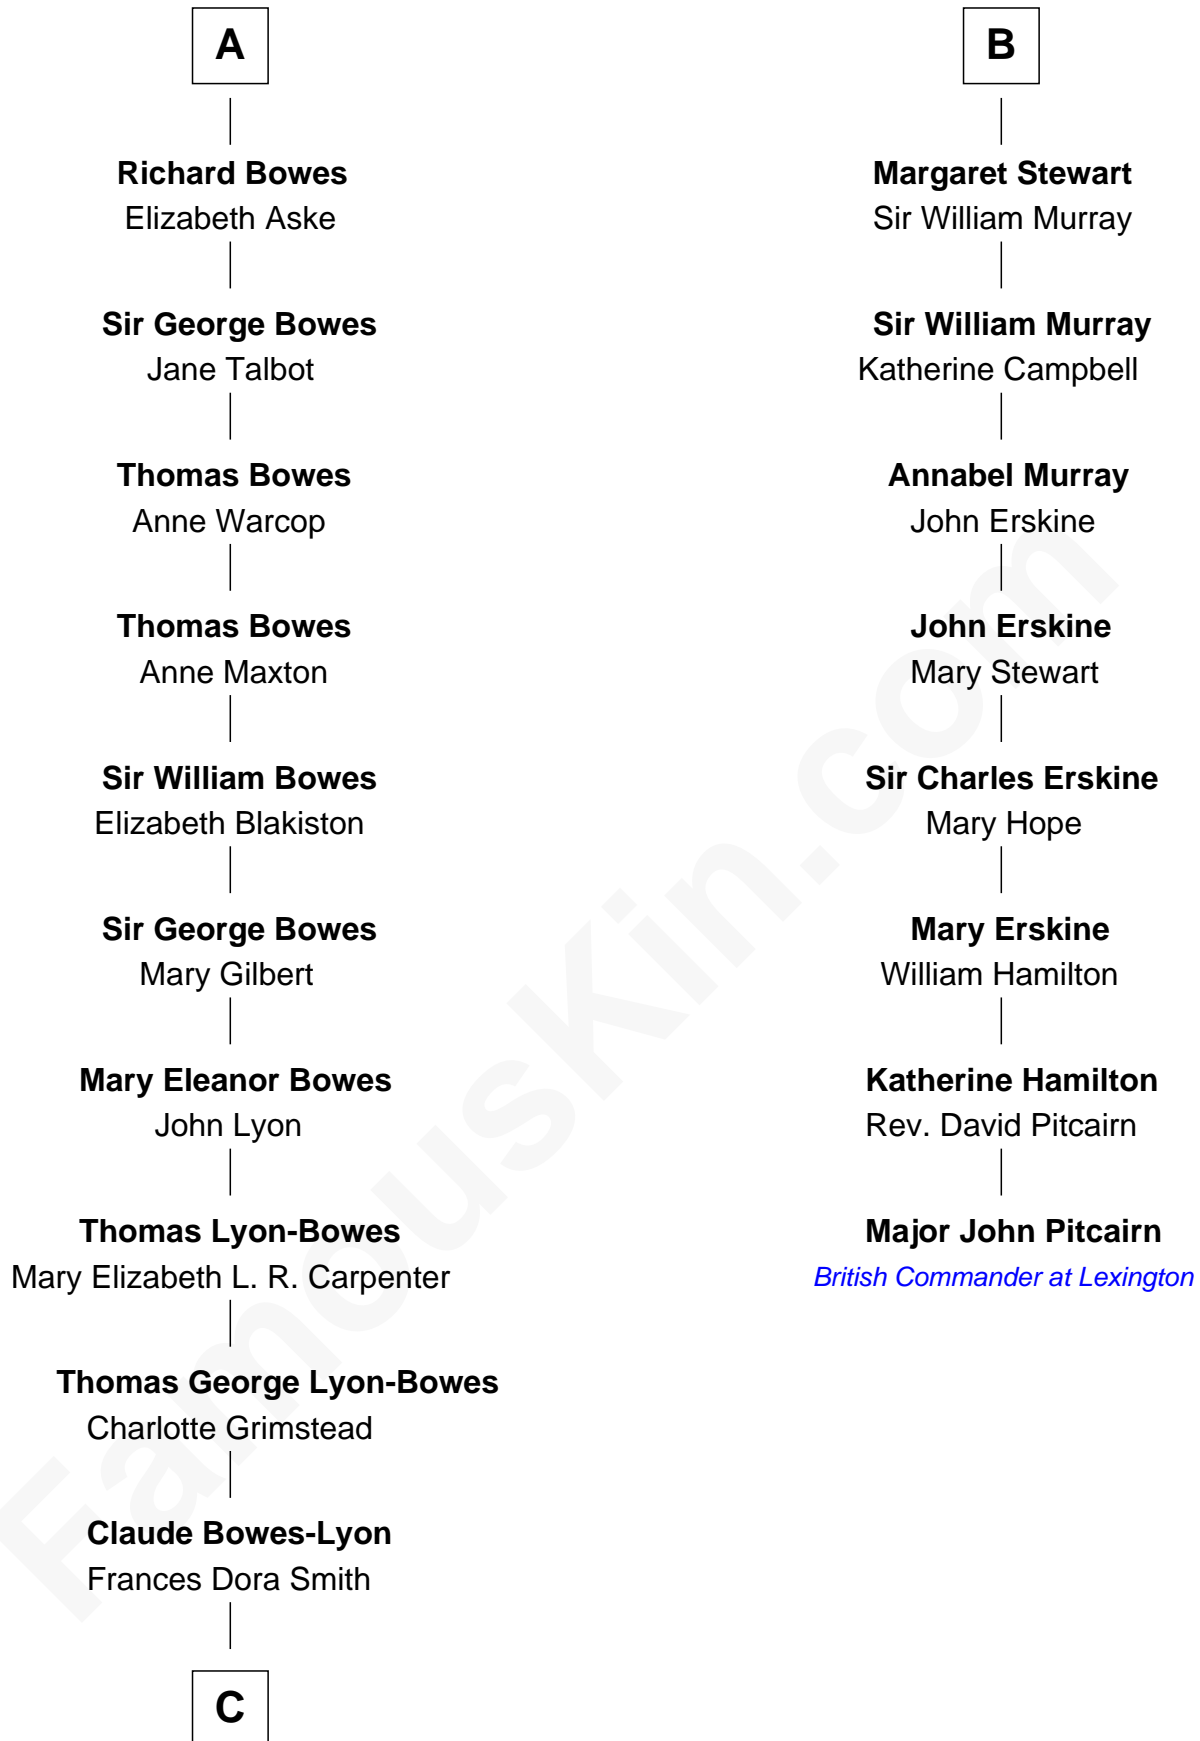 A
Richard Bowes
Elizabeth Aske
Sir George Bowes
Jane Talbot
Thomas Bowes
Anne Warcop
Thomas Bowes
Anne Maxton
Sir William Bowes
Elizabeth Blakiston
Sir George Bowes
Mary Gilbert
Mary Eleanor Bowes
John Lyon
Thomas Lyon-Bowes
Mary Elizabeth L. R. Carpenter
Thomas George Lyon-Bowes
Charlotte Grimstead
Claude Bowes-Lyon
Frances Dora Smith
C
B
Margaret Stewart
Sir William Murray
Sir William Murray
Katherine Campbell
Annabel Murray
John Erskine
John Erskine
Mary Stewart
Sir Charles Erskine
Mary Hope
Mary Erskine
William Hamilton
Katherine Hamilton
Rev. David Pitcairn
Major John Pitcairn
British Commander at Lexington
FamousKin.com